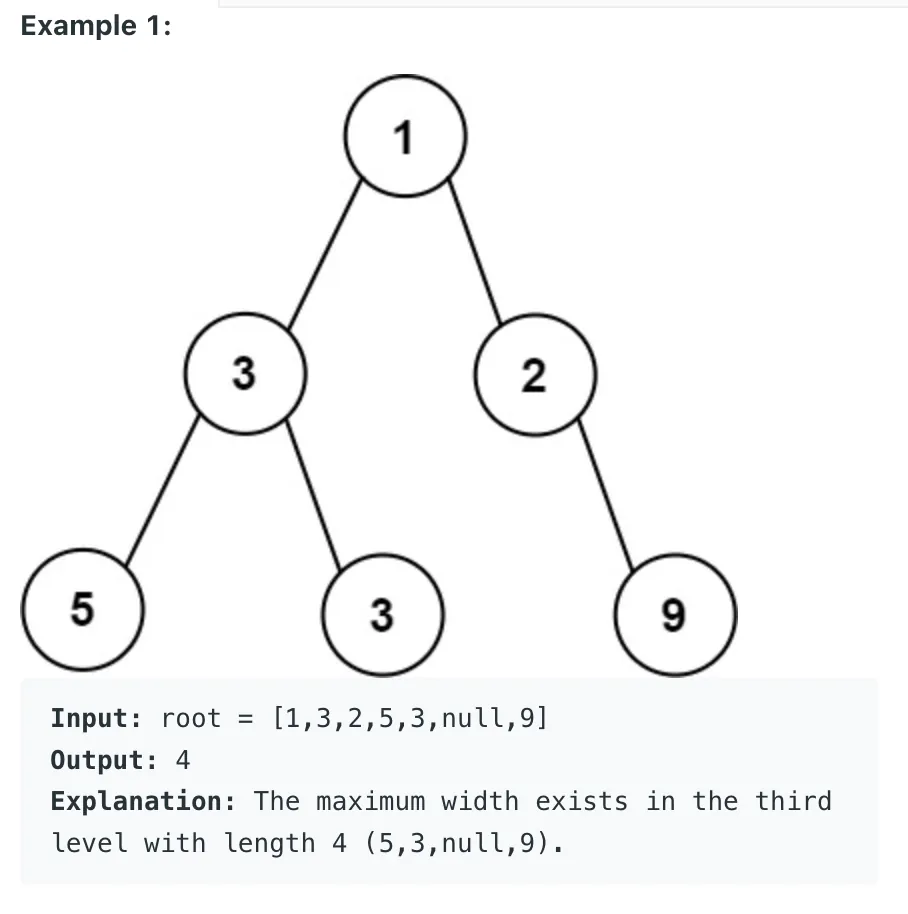 Example 1:
1
3
2
5
3
9
Input: root = [1,3,2,5,3,null,9]
Output: 4
Explanation: The maximum width exists in the third
level with length 4 (5,3,null,9).